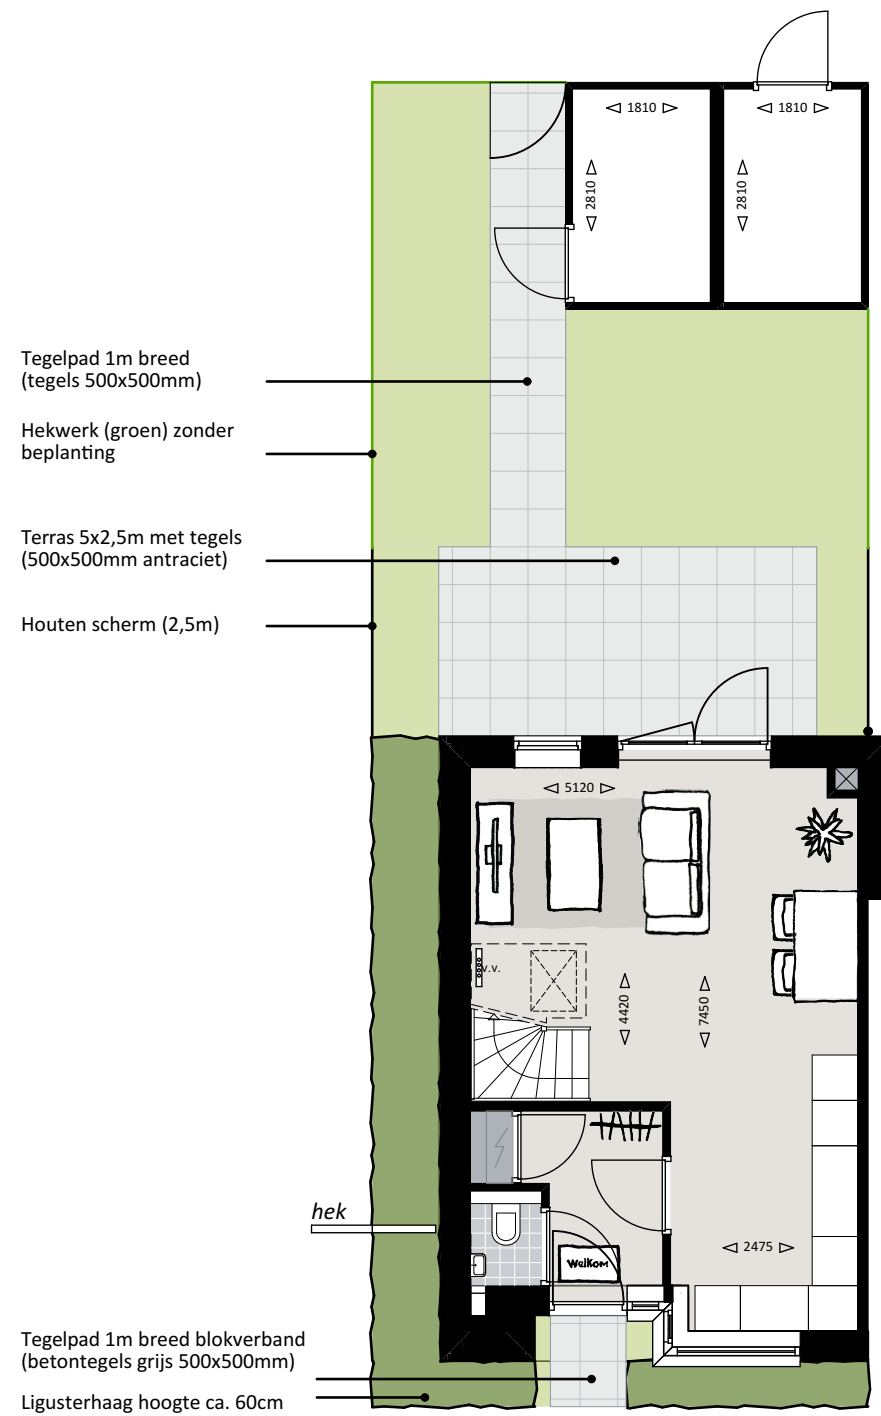 1810
1810
2810
2810
Tegelpad 1m breed
(tegels 500x500mm)
Hekwerk (groen) zonder
beplanting
Terras 5x2,5m met tegels
(500x500mm antraciet)
Houten scherm (2,5m)
5120
v.v.
4420
7450
hek
2475
Welkom
Tegelpad 1m breed blokverband
(betontegels grijs 500x500mm)
Ligusterhaag hoogte ca. 60cm